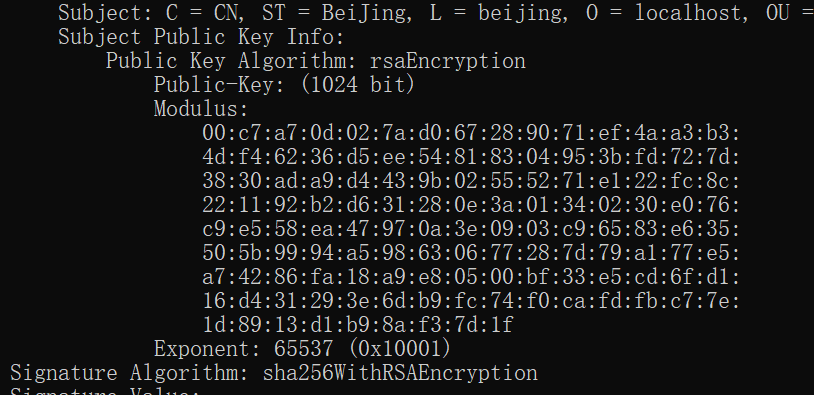 Subject: C = CN, ST = BeiJing, L = beijing, O = localhost, OU =
Subject Public Key Info:
Public Key Algorithm: rsaEncryption
Public-Key: (1024 bit)
Modulus:
00:c7:a7:0d:02:7a:d0:67:28:90:71:ef:4a:a3:b3:
4d:f4:62:36:d5:ee:54:81:83:04:95:3b:fd:72:7d:
38:30:ad:a9:d4:43:9b:02:55:52:71:e1:22:fc:8c:
22:11:92:b2:d6:31:28:0e:3a:01:34:02:30:e0:76:
c9:e5:58:ea:47:97:0a:3e:09:03:c9:65:83:e6:35:
50:5b:99:94:a5:98:63:06:77:28:7d:79:a1:77:e5:
a7:42:86:fa:18:a9:e8:05:00:bf:33:e5:cd:6f:d1:
16:d4:31:29:3e:6d:b9:fc:74:f0:ca:fd:fb:c7:7e:
1d:89:13:d1:b9:8a:f3:7d:1f
Exponent: 65537 (0x10001)
Signature Algorithm: sha256WithRSAEncryption
Signature Value: